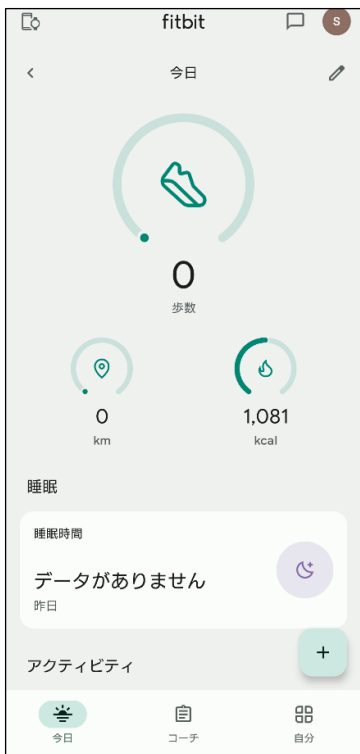 fitbit
S
今日
0
歩数
0
km
1,081
kcal
睡眠
睡眠時間
データがありません
昨日
アクティビティ
+
今日
コーチ
自分